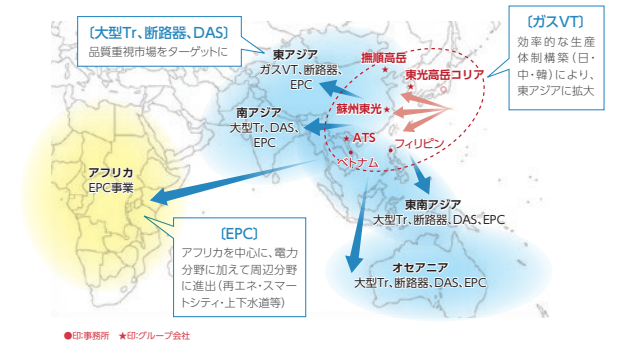 〔大型Tr、断路器、DAS〕
品質重視市場をターゲットに
〔ガスVT〕
効率的な生産
体制構築（日・
中・韓）により、
東アジアに拡大
東アジア
ガスVT、断路器、
EPC
撫順高岳
東光高岳コリア
蘇州東光★
南アジア
大型Tr、DAS、
EPC
★ATS
ベトナム
フィリピン
アフリカ
EPC事業
〔EPC〕
アフリカを中心に、電力
分野に加えて周辺分野
に進出（再エネ・スマー
トシティ・上下水道等）
東南アジア
大型Tr、断路器、DAS、EPC
オセアニア
大型Tr、断路器、DAS、EPC
●印:事務所　★印:グループ会社